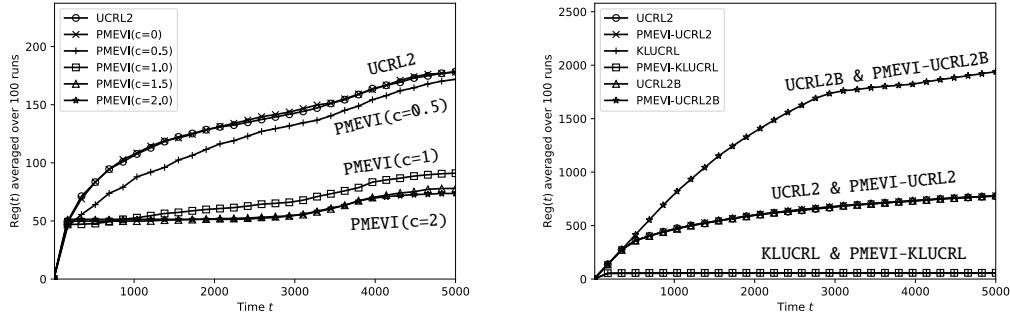 UCRL2
PMEVI(c=0)
PMEVI(c=0.5)
PMEVI(c=1.0)
PMEVI(c=1.5)
PMEVI(c=2.0)
UCRL2
PMEVI(c=0.5)
PMEVI(c=1)
PMEVI(c=2)
200
150
100
50
0
1000 2000 3000 4000 5000
Time t
Reg(t) averaged over 100 runs
UCRL2
PMEVI-UCRL2
KLUCRL
PMEVI-KLUCRL
UCRL2B
PMEVI-UCRL2B
UCRL2B & PMEVI-UCRL2B
UCRL2 & PMEVI-UCRL2
KLUCRL & PMEVI-KLUCRL
2500
2000
1500
1000
500
0
1000 2000 3000 4000 5000
Time t
Reg(t) averaged over 100 runs